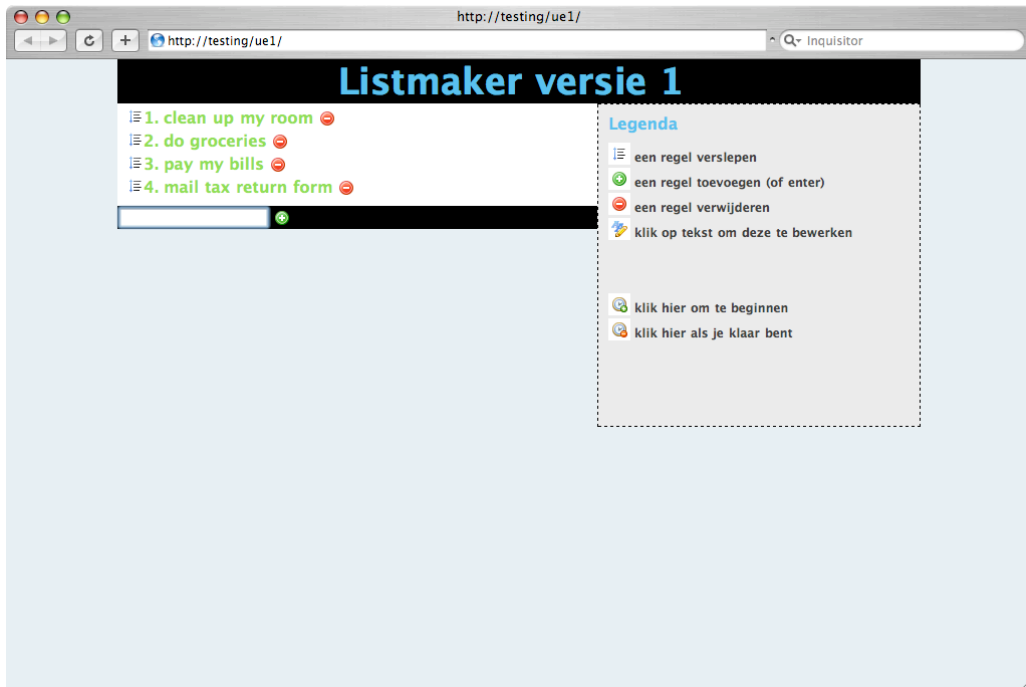 http://testing/ue1/
http://testing/ue1/
Inquisitor
Listmaker versie 1
1. clean up my room
2. do groceries
3. pay my bills
4. mail tax return form
Legenda
een regel verslepen
een regel toevoegen (of enter)
een regel verwijderen
klik op tekst om deze te bewerken
klik hier om te beginnen
klik hier als je klaar bent